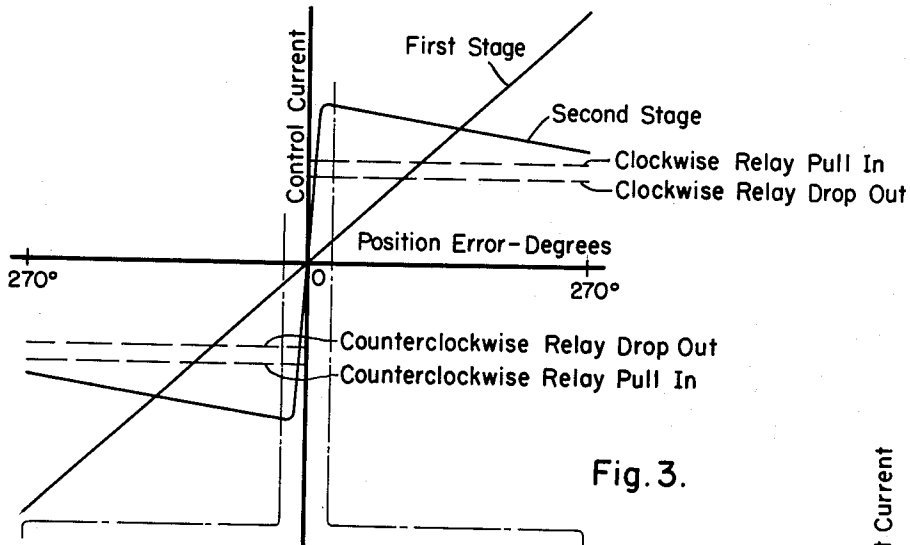 First Stage
Control Current
Second Stage
Clockwise Relay Pull In
Clockwise Relay Drop Out
Position Error-Degrees
270°
0
270°
Counterclockwise Relay Drop Out
Counterclockwise Relay Pull In
Fig. 3.
t Current